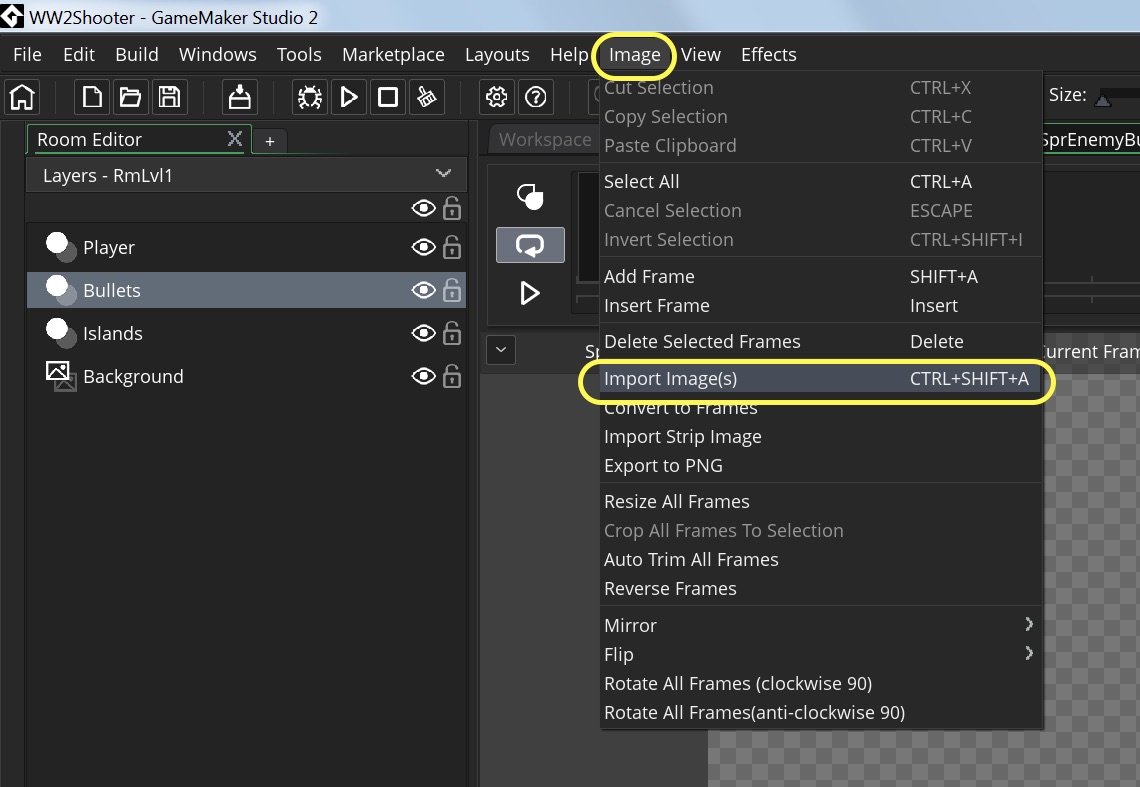 WW2Shooter - GameMaker Studio 2
File Edit Build Windows Tools Marketplace Layouts Help Image View Effects
Size:
Room Editor
Workspace
Layers - RmLvl1
Player
Bullets
Islands
Background
Cut Selection CTRL+X
Copy Selection CTRL+C
Paste Clipboard CTRL+V
Select All CTRL+A
Cancel Selection ESCAPE
Invert Selection CTRL+SHIFT+I
Add Frame SHIFT+A
Insert Frame Insert
Delete Selected Frames Delete
Import Image(s) CTRL+SHIFT+A
Convert to Frames
Import Strip Image
Export to PNG
Resize All Frames
Crop All Frames To Selection
Auto Trim All Frames
Reverse Frames
Mirror
Flip
Rotate All Frames (clockwise 90)
Rotate All Frames(anti-clockwise 90)